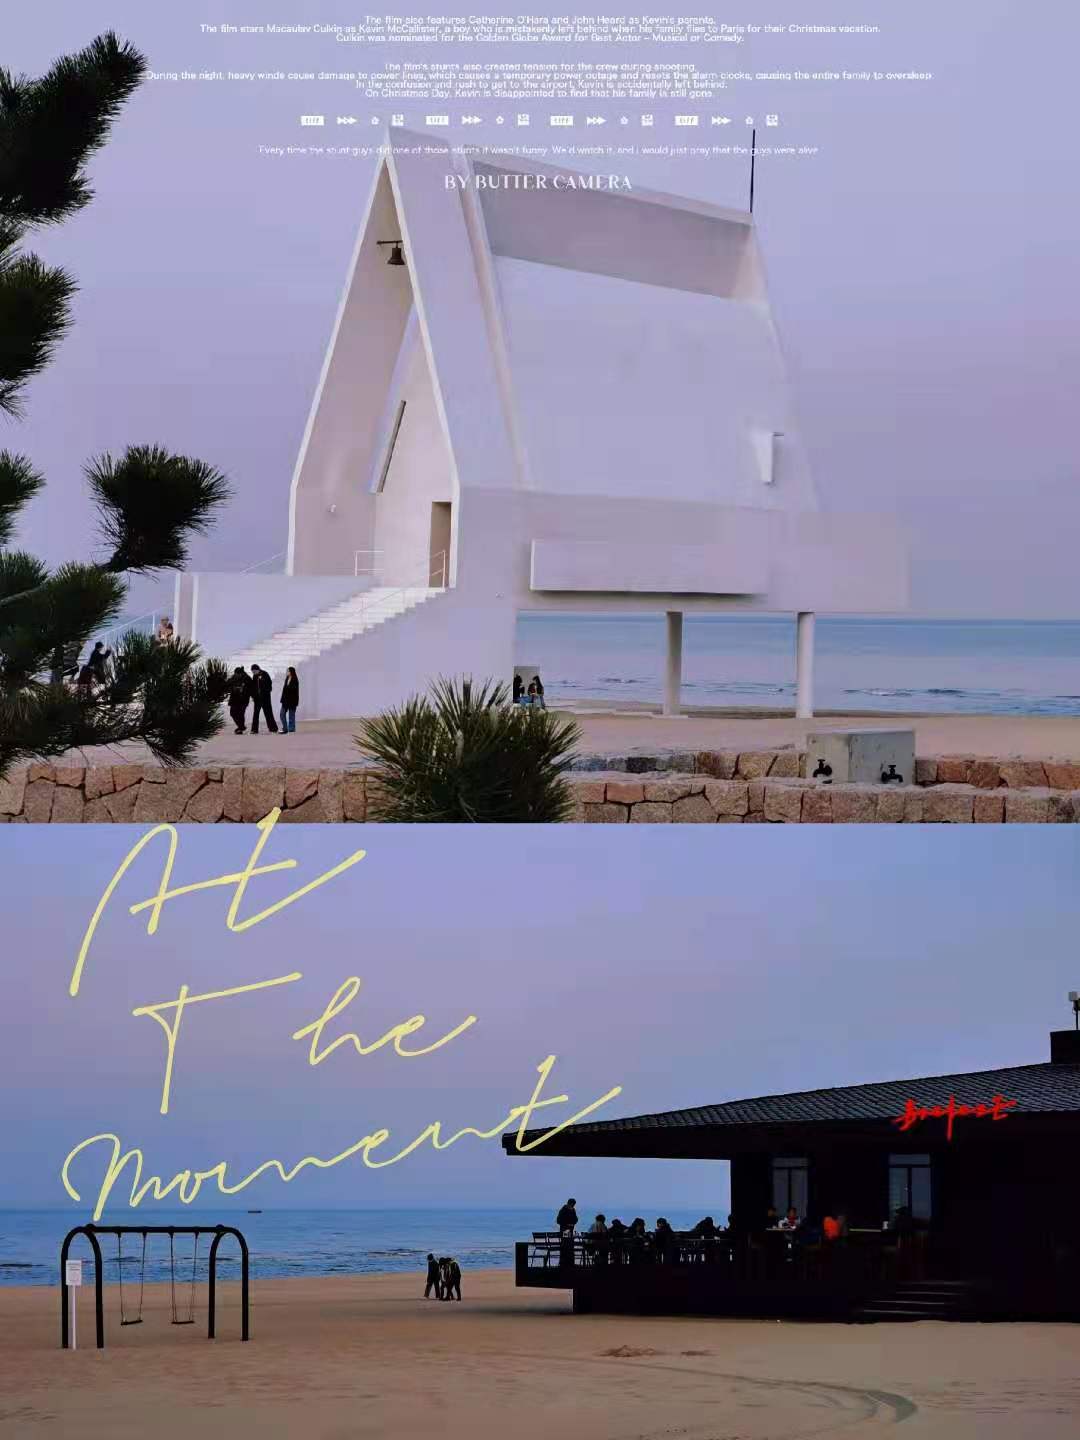 The film also features Catherine O'Hara and John Heard as Kevin's parents.
The film stars Macaulay Culkin as Kevin McCallister, a boy who is mistakenly left behind when his family flies to Paris for their Christmas vacation.
Culkin was nominated for the Golden Globe Award for Best Actor – Musical or Comedy.
The film's stunts also created tension for the crew during shooting.
During the night, heavy winds cause damage to power lines, which causes a temporary power outage and resets the alarm clocks, causing the entire family to oversleep.
In the confusion and rush to get to the airport, Kevin is accidentally left behind.
On Christmas Day, Kevin is disappointed to find that his family is still gone.
Every time the stunt guys did one of those stunts it wasn't funny. We'd watch it, and i would just pray that the guys were alive
BY BUTTER CAMERA
At
The
Moment